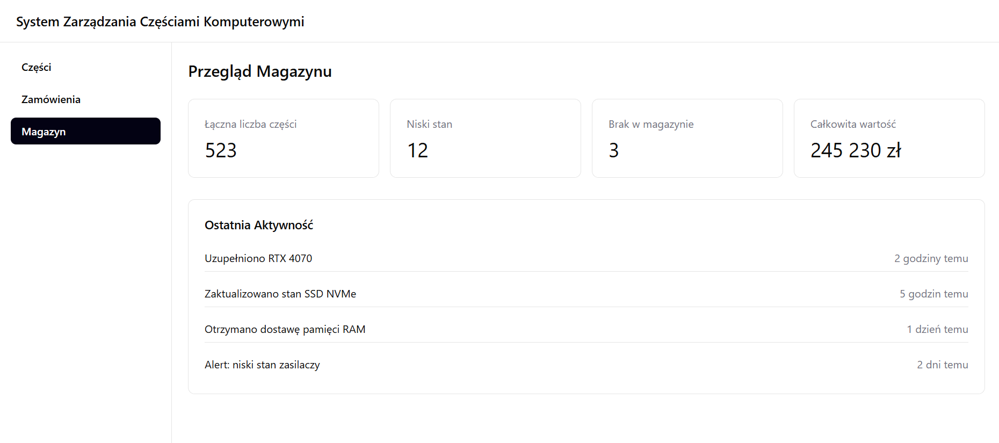 System Zarządzania Częściami Komputerowymi
Części
Zamówienia
Magazyn
Przegląd Magazynu
Łączna liczba części
523
Niski stan
12
Brak w magazynie
3
Całkowita wartość
245 230 zł
Ostatnia Aktywność
Uzupełniono RTX 4070 2 godziny temu
Zaktualizowano stan SSD NVMe 5 godzin temu
Otrzymano dostawę pamięci RAM 1 dzień temu
Alert: niski stan zasilaczy 2 dni temu